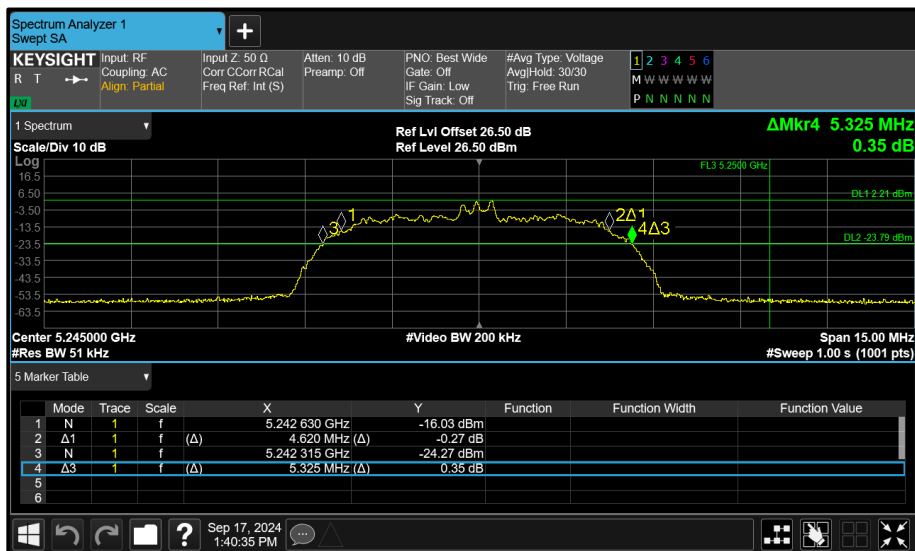 Spectrum Analyzer 1
Swept SA
+
KEYSIGHT
R T
LXI
Input: RF
Coupling: AC
Align: Partial
Input Z: 50 Ω
Corr CCorr RCal
Freq Ref: Int (S)
Atten: 10 dB
Preamp: Off
PNO: Best Wide
Gate: Off
IF Gain: Low
Sig Track: Off
#Avg Type: Voltage
Avg|Hold: 30/30
Trig: Free Run
1 2 3 4 5 6
M W W W W W
P N N N N N
1 Spectrum
Scale/Div 10 dB
Ref Lvl Offset 26.50 dB
Ref Level 26.50 dBm
ΔMkr4 5.325 MHz
0.35 dB
Log
16.5
6.50
-3.50
-13.5
-23.5
-33.5
-43.5
-53.5
-63.5
FL3 5.2500 GHz
DL1 2.21 dBm
DL2 -23.79 dBm
1
3
2Δ1
4Δ3
Center 5.245000 GHz
#Video BW 200 kHz
Span 15.00 MHz
#Res BW 51 kHz
#Sweep 1.00 s (1001 pts)
5 Marker Table
Mode Trace Scale X Y Function Function Width Function Value
1 N 1 f 5.242 630 GHz -16.03 dBm
2 Δ1 1 f (Δ) 4.620 MHz (Δ) -0.27 dB
3 N 1 f 5.242 315 GHz -24.27 dBm
4 Δ3 1 f (Δ) 5.325 MHz (Δ) 0.35 dB
5
6
?
Sep 17, 2024
1:40:35 PM